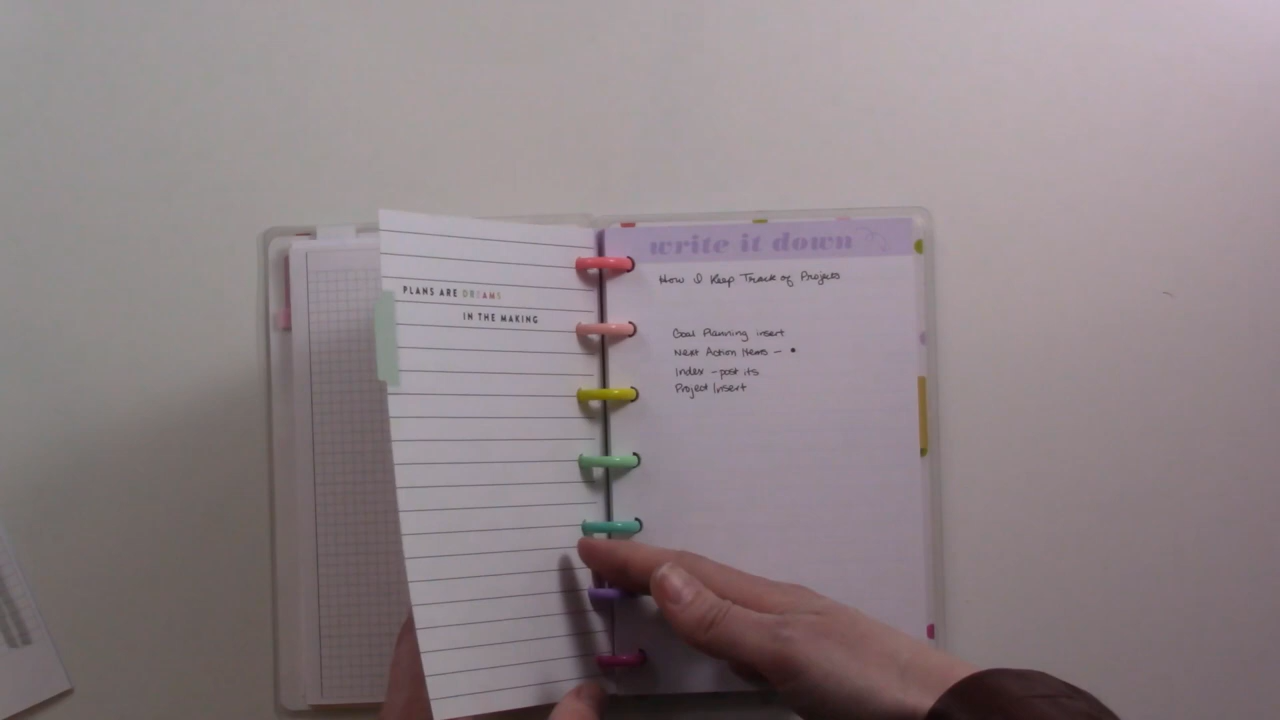 PLANS ARE DREAMS
IN THE MAKING
write it down
How I Keep Track of Projects
Goal Planning insert
Next Action Items - •
Index - post its
Project Insert